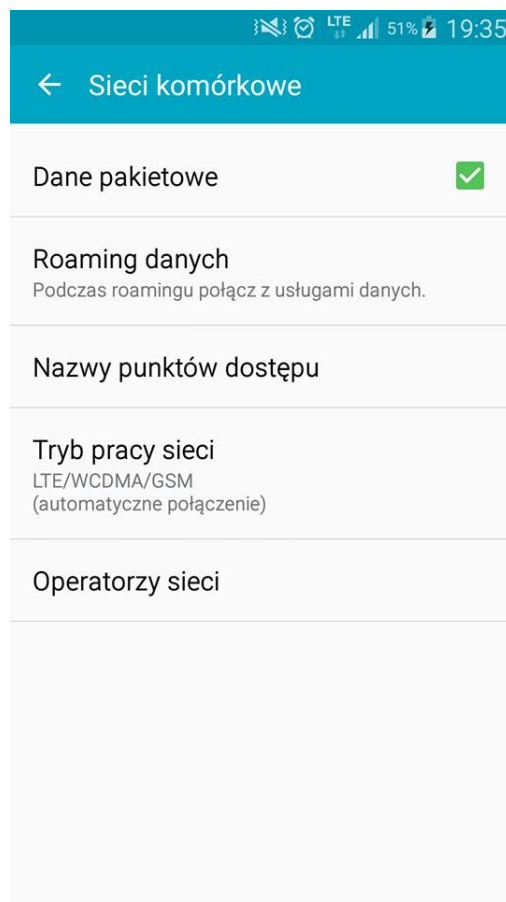 LTE 51% 19:35
Sieci komórkowe
Dane pakietowe
Roaming danych
Podczas roamingu połącz z usługami danych.
Nazwy punktów dostępu
Tryb pracy sieci
LTE/WCDMA/GSM
(automatyczne połączenie)
Operatorzy sieci